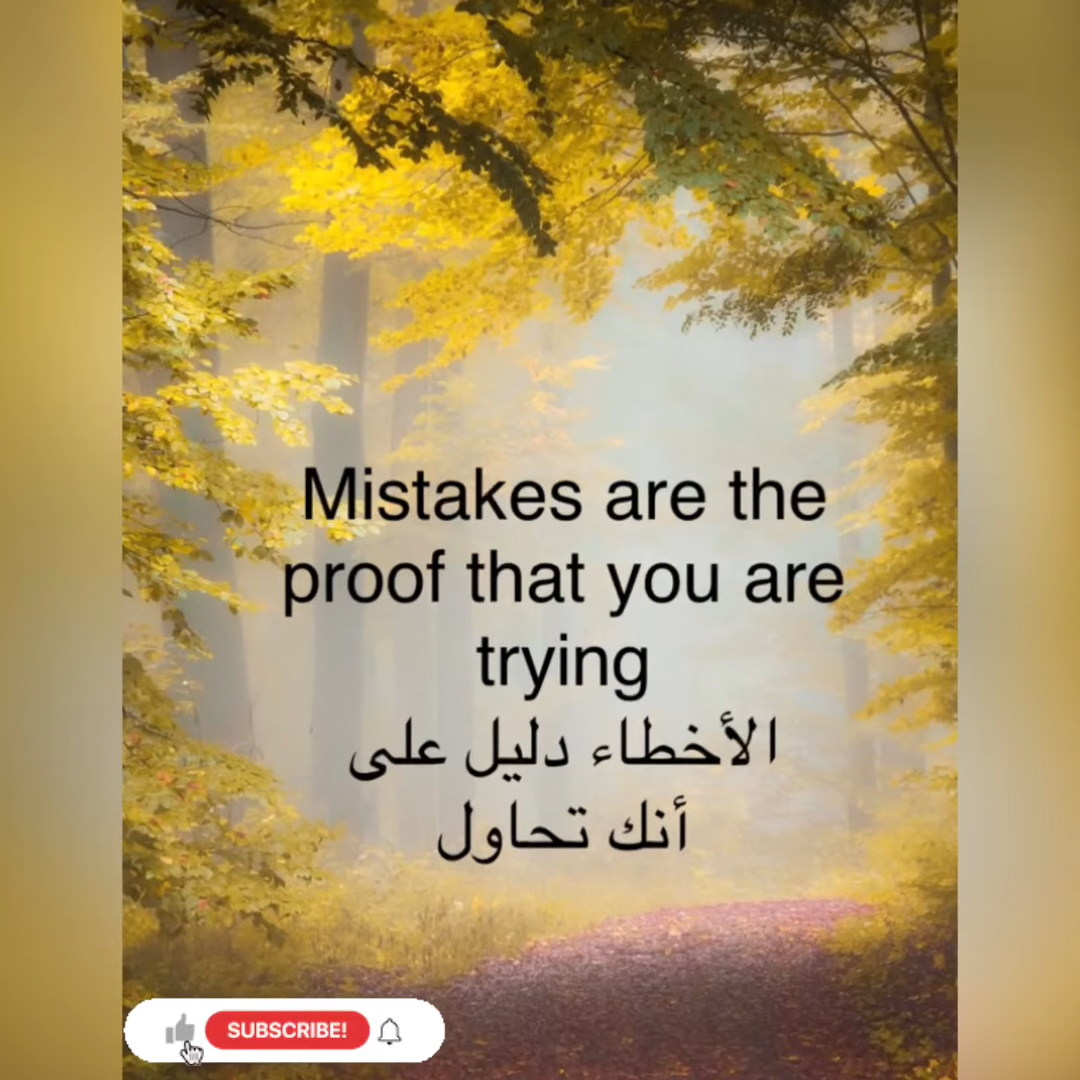 Mistakes are the
proof that you are
trying
الأخطاء دليل على
أنك تحاول
SUBSCRIBE!